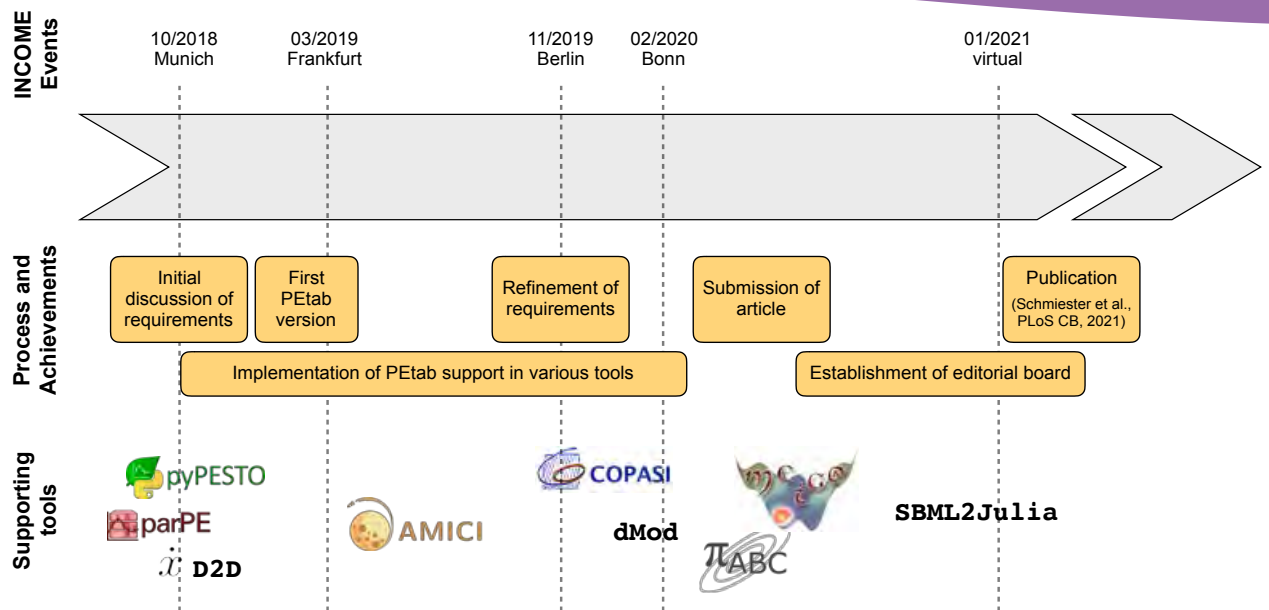 INCOME
Events
10/2018
Munich
03/2019
Frankfurt
11/2019
Berlin
02/2020
Bonn
01/2021
virtual
Process and
Achievements
Initial
discussion of
requirements
First
PEtab
version
Refinement of
requirements
Submission of
article
Publication
(Schmiester et al.,
PLoS CB, 2021)
Implementation of PEtab support in various tools
Establishment of editorial board
Supporting
tools
pyPESTO
parPE
ẋ D2D
AMICI
COPASI
dMod
MEIGO
πABC
SBML2Julia